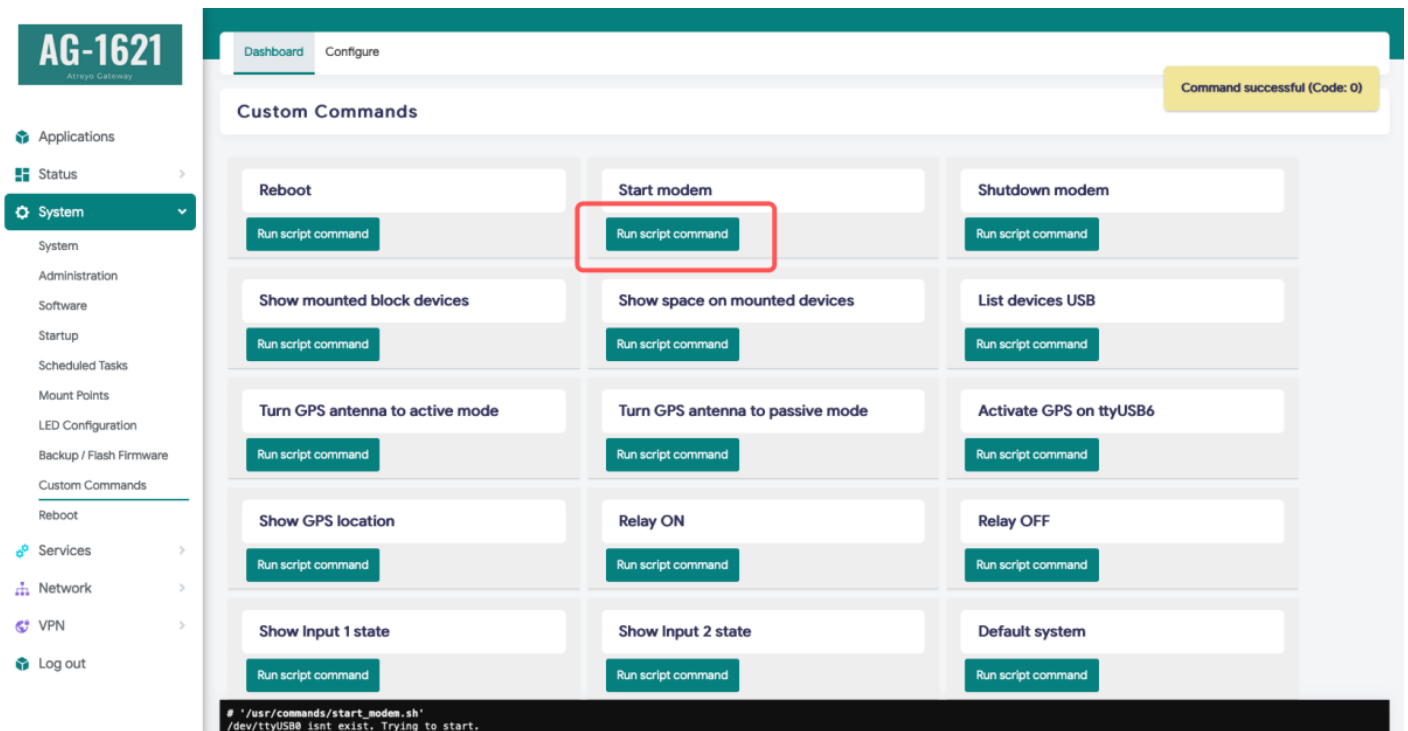 AG-1621
Atreyo Gateway
Applications
Status
System
System
Administration
Software
Startup
Scheduled Tasks
Mount Points
LED Configuration
Backup / Flash Firmware
Custom Commands
Reboot
Services
Network
VPN
Log out
Dashboard Configure
Command successful (Code: 0)
Custom Commands
Reboot
Run script command
Start modem
Run script command
Shutdown modem
Run script command
Show mounted block devices
Run script command
Show space on mounted devices
Run script command
List devices USB
Run script command
Turn GPS antenna to active mode
Run script command
Turn GPS antenna to passive mode
Run script command
Activate GPS on ttyUSB6
Run script command
Show GPS location
Run script command
Relay ON
Run script command
Relay OFF
Run script command
Show Input 1 state
Run script command
Show Input 2 state
Run script command
Default system
Run script command
# '/usr/commands/start_modem.sh'
/dev/ttyUSB0 isnt exist. Trying to start.